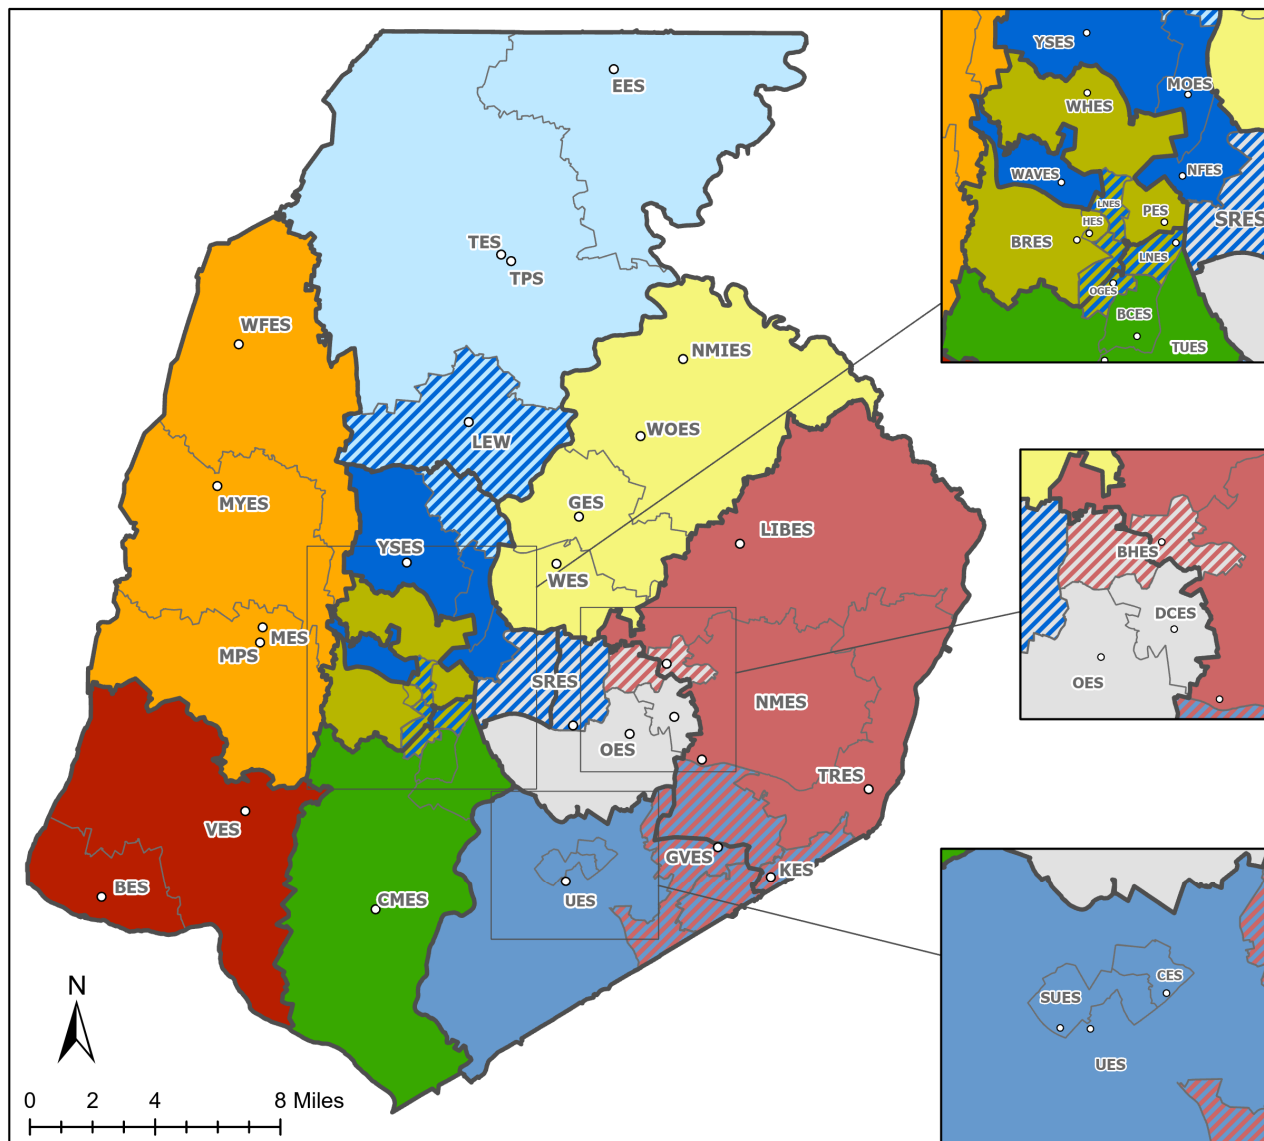 EES
YSES
MOES
WHES
WAVES
NFES
LNES
PES
HES
SRES
BRES
LNES
OGES
BCES
TUES
TES
TPS
WFES
NMIES
LEW
WOES
MYES
GES
LIBES
YSES
WES
BHES
DCES
OES
MES
MPS
SRES
NMES
OES
TRES
VES
GVES
KES
BES
CMES
UES
CES
SUES
UES
N
0 2 4 8 Miles